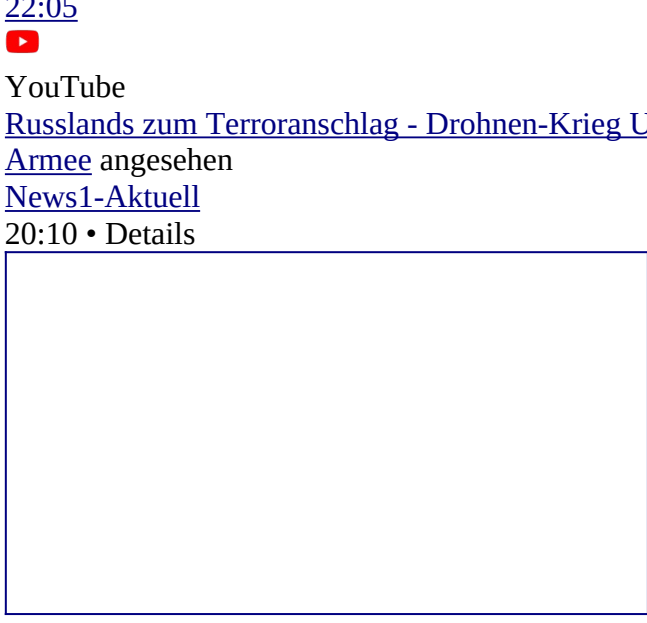 22:05
YouTube
Russlands zum Terroranschlag - Drohnen-Krieg
Armee angesehen
News1-Aktuell
20:10 • Details